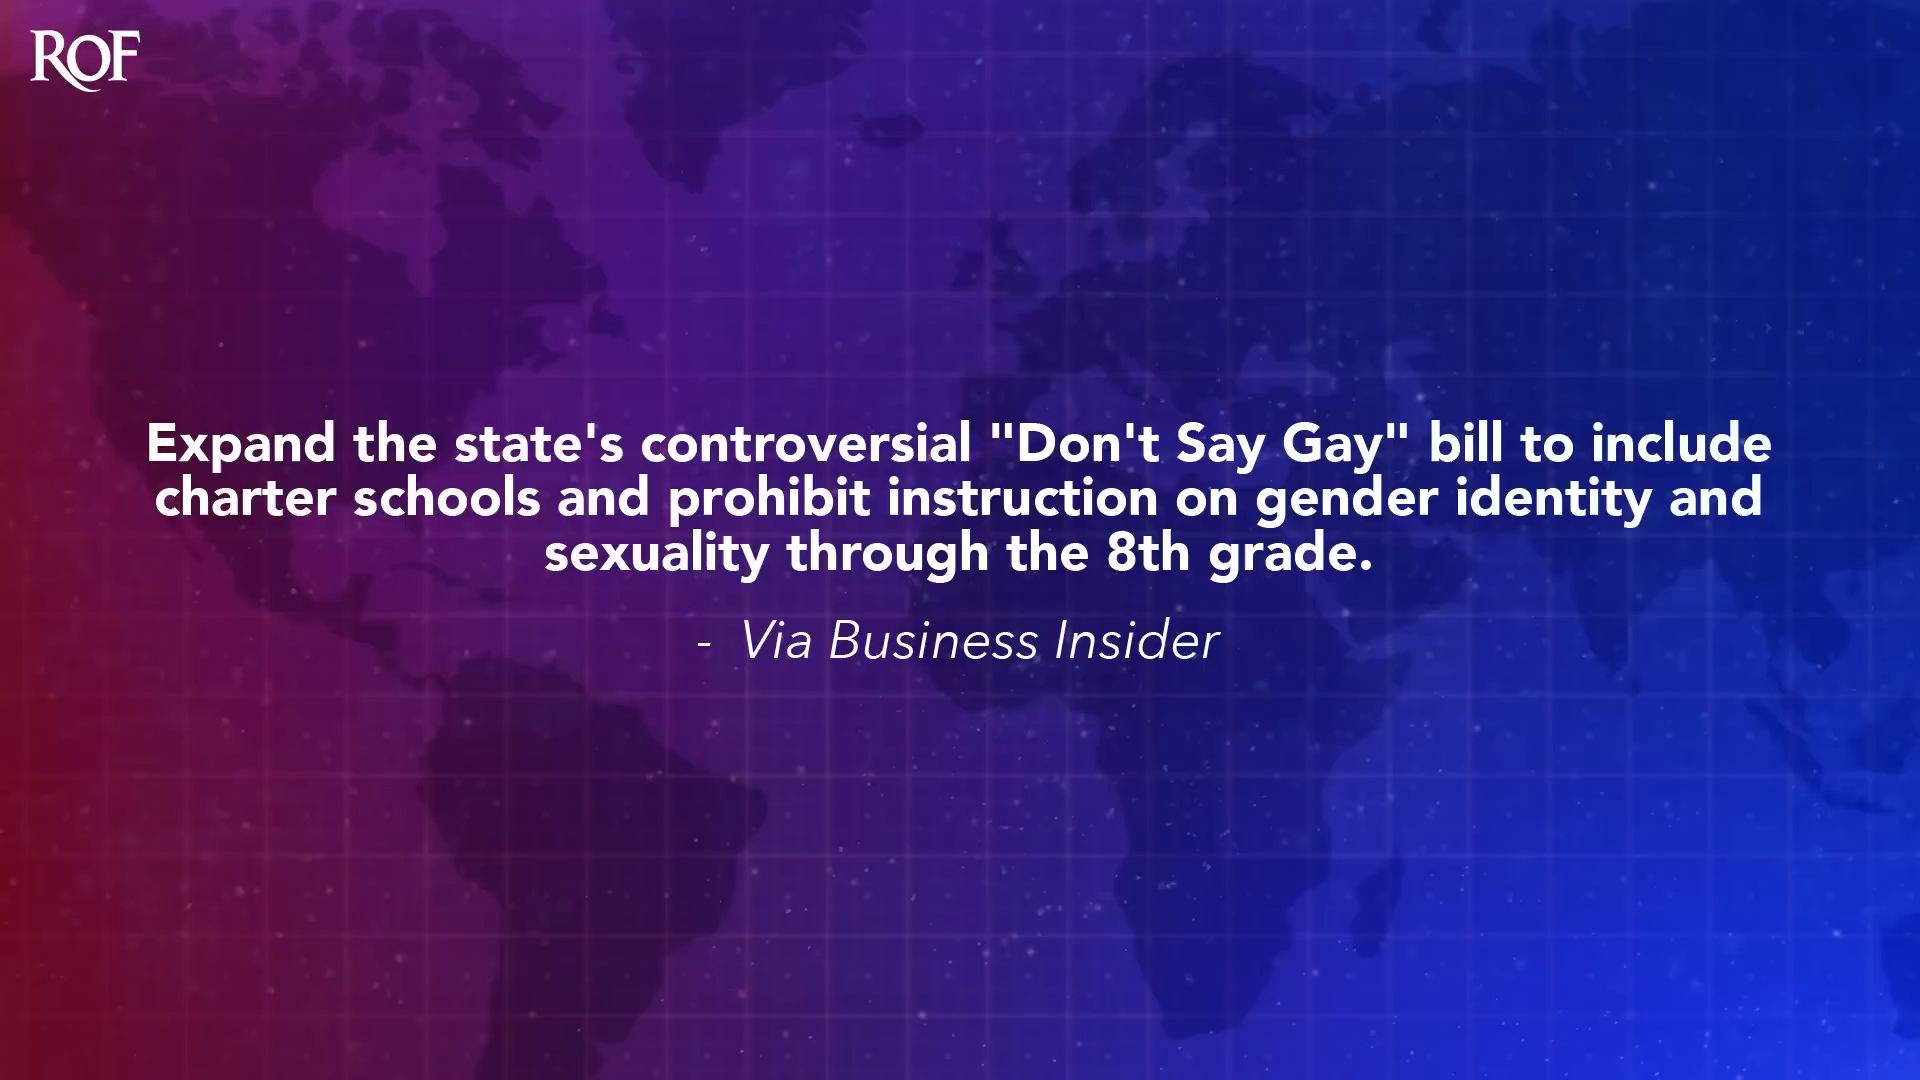 ROF
Expand the state's controversial "Don't Say Gay" bill to include
charter schools and prohibit instruction on gender identity and
sexuality through the 8th grade.
- Via Business Insider